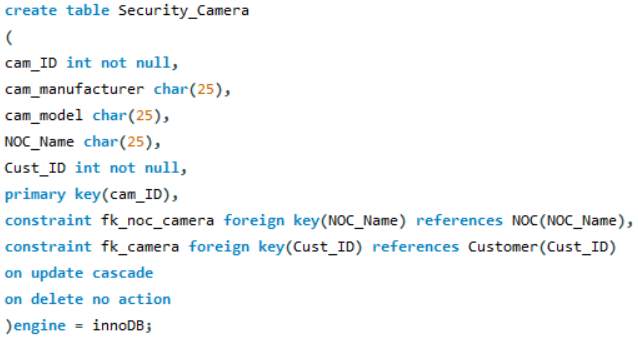 create table Security_Camera
(
cam_ID int not null,
cam_manufacturer char(25),
cam_model char(25),
NOC_Name char(25),
Cust_ID int not null,
primary key(cam_ID),
constraint fk_noc_camera foreign key(NOC_Name) references NOC(NOC_Name),
constraint fk_camera foreign key(Cust_ID) references Customer(Cust_ID)
on update cascade
on delete no action
)engine = innoDB;